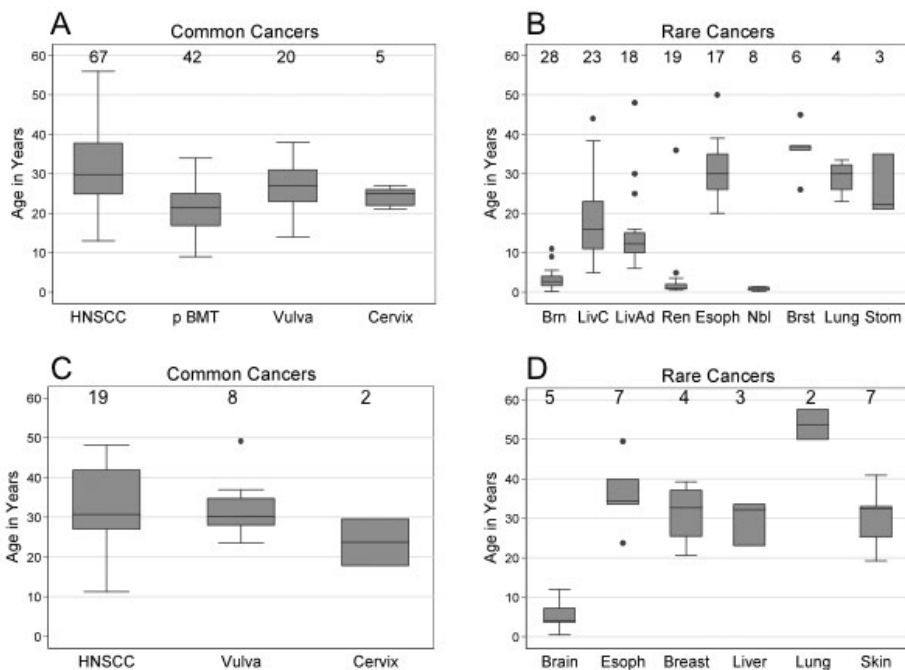 A
Common Cancers
67 42 20 5
60
50
40
30
20
10
0
Age in Years
HNSCC p BMT Vulva Cervix
B
Rare Cancers
28 23 18 19 17 8 6 4 3
60
50
40
30
20
10
0
Age in Years
Brn LivC LivAd Ren Esoph Nbl Brst Lung Stom
C
Common Cancers
19 8 2
60
50
40
30
20
10
0
Age in Years
HNSCC Vulva Cervix
D
Rare Cancers
5 7 4 3 2 7
60
50
40
30
20
10
0
Age in Years
Brain Esoph Breast Liver Lung Skin